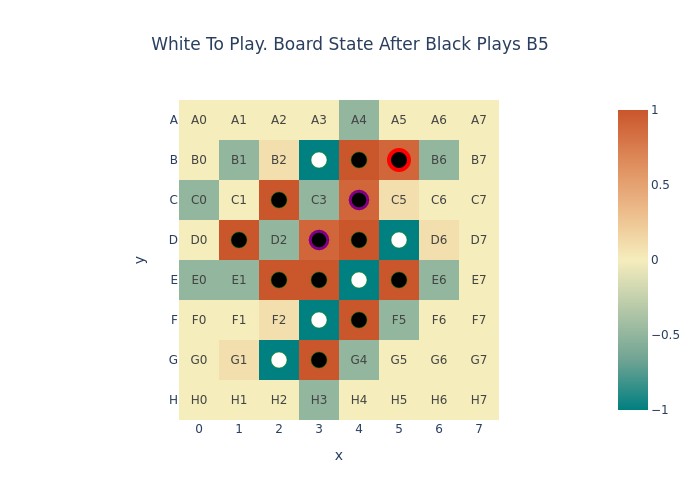 White To Play. Board State After Black Plays B5
A A0 A1 A2 A3 A4 A5 A6 A7 1
B B0 B1 B2 B6 B7
C C0 C1 C3 C5 C6 C7 0.5
D D0 D2 D6 D7
y 0
E E0 E1 E6 E7
F F0 F1 F2 F5 F6 F7 −0.5
G G0 G1 G4 G5 G6 G7
H H0 H1 H2 H3 H4 H5 H6 H7 −1
0 1 2 3 4 5 6 7
x